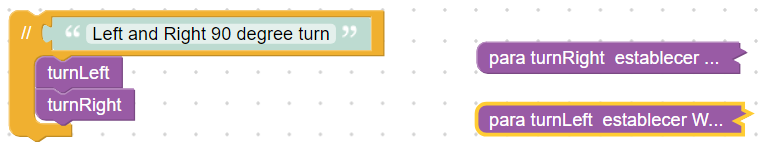 // “ Left and Right 90 degree turn ”
turnLeft
turnRight
para turnRight establecer ...
para turnLeft establecer W...